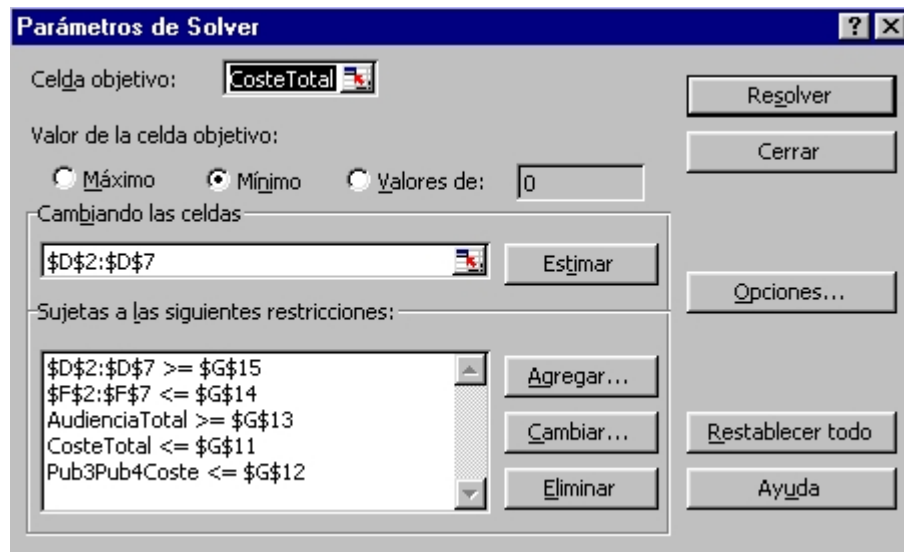 Parámetros de Solver
Celda objetivo: CosteTotal
Resolver
Valor de la celda objetivo:
Cerrar
Máximo Mínimo Valores de: 0
Cambiando las celdas
$D$2:$D$7 Estimar
Opciones...
Sujetas a las siguientes restricciones:
$D$2:$D$7 >= $G$15
$F$2:$F$7 <= $G$14
AudienciaTotal >= $G$13
CosteTotal <= $G$11
Pub3Pub4Coste <= $G$12
Agregar...
Cambiar...
Eliminar
Restablecer todo
Ayuda